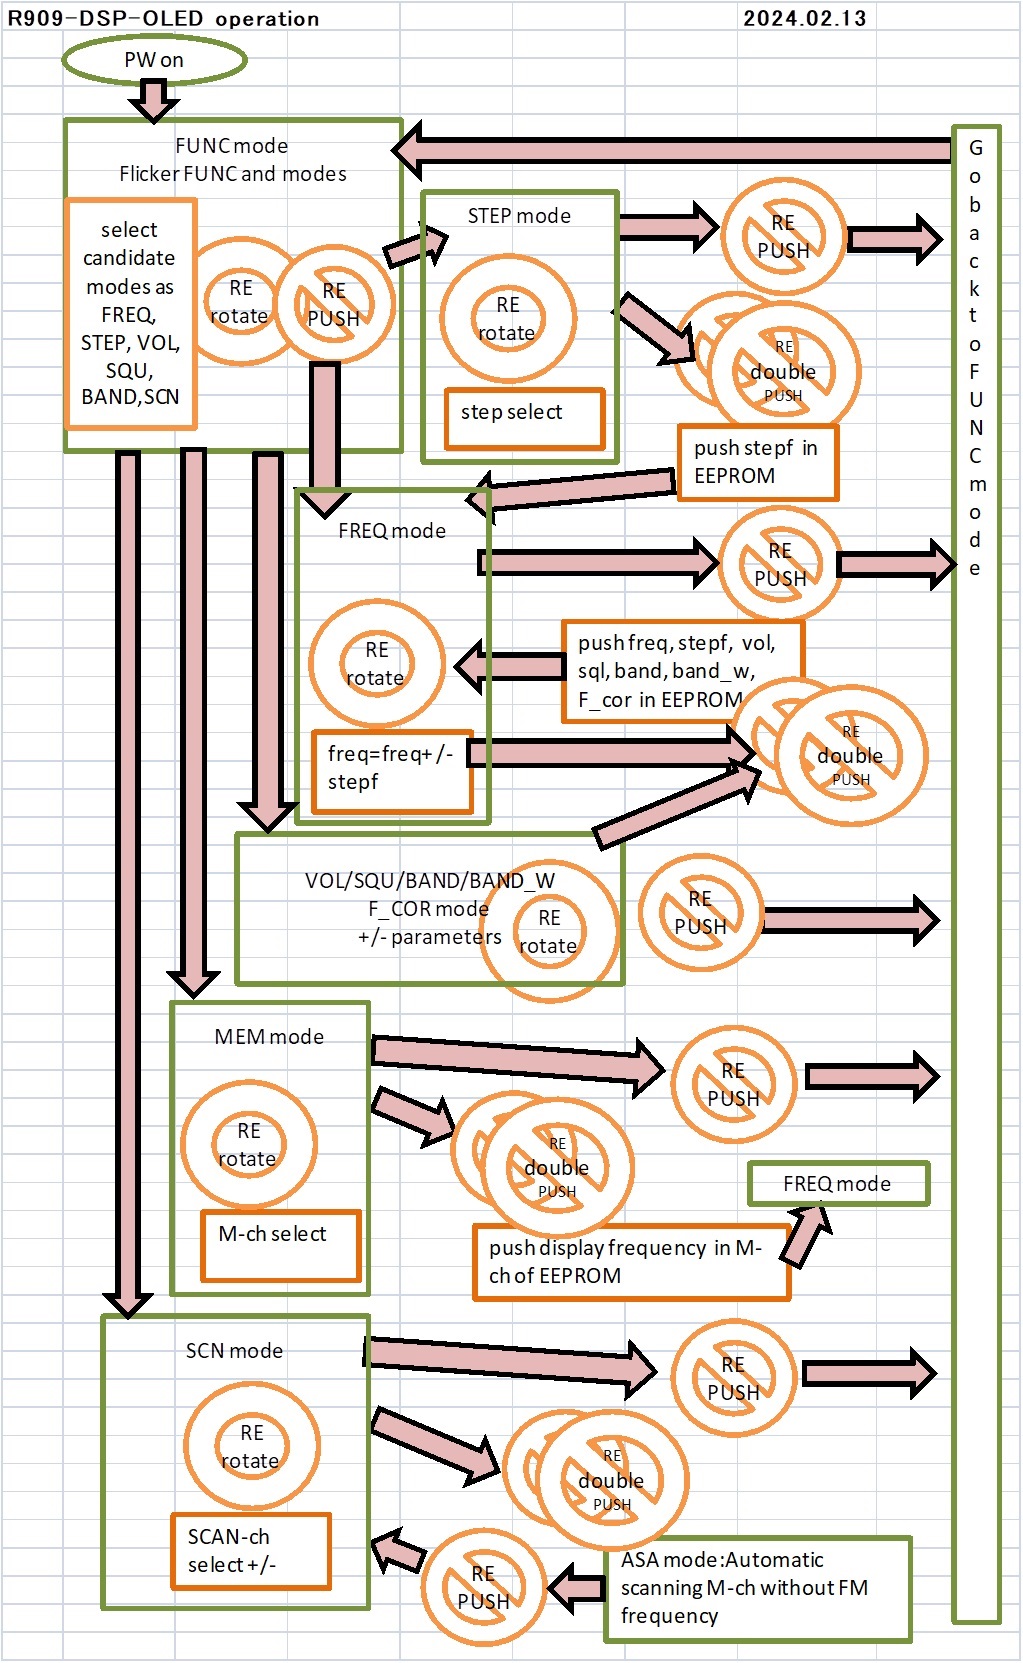 R909-DSP-OLED operation
2024.02.13
PW on
FUNC mode
Flicker FUNC and modes
select
candidate
modes as
FREQ,
STEP, VOL,
SQU,
BAND,SCN
RE
rotate
RE
PUSH
STEP mode
RE
rotate
step select
RE
PUSH
RE
double
PUSH
push stepf in
EEPROM
FREQ mode
RE
PUSH
RE
rotate
push freq, stepf, vol,
sql, band, band_w,
F_cor in EEPROM
freq=freq+/-
stepf
RE
double
PUSH
VOL/SQU/BAND/BAND_W
F_COR mode
+/- parameters
RE
rotate
RE
PUSH
MEM mode
RE
rotate
M-ch select
RE
PUSH
RE
double
PUSH
push display frequency in M-
ch of EEPROM
FREQ mode
SCN mode
RE
rotate
SCAN-ch
select +/-
RE
PUSH
RE
double
PUSH
RE
PUSH
ASA mode:Automatic
scanning M-ch without FM
frequency
G
o
b
a
c
k
t
o
F
U
N
C
m
o
d
e